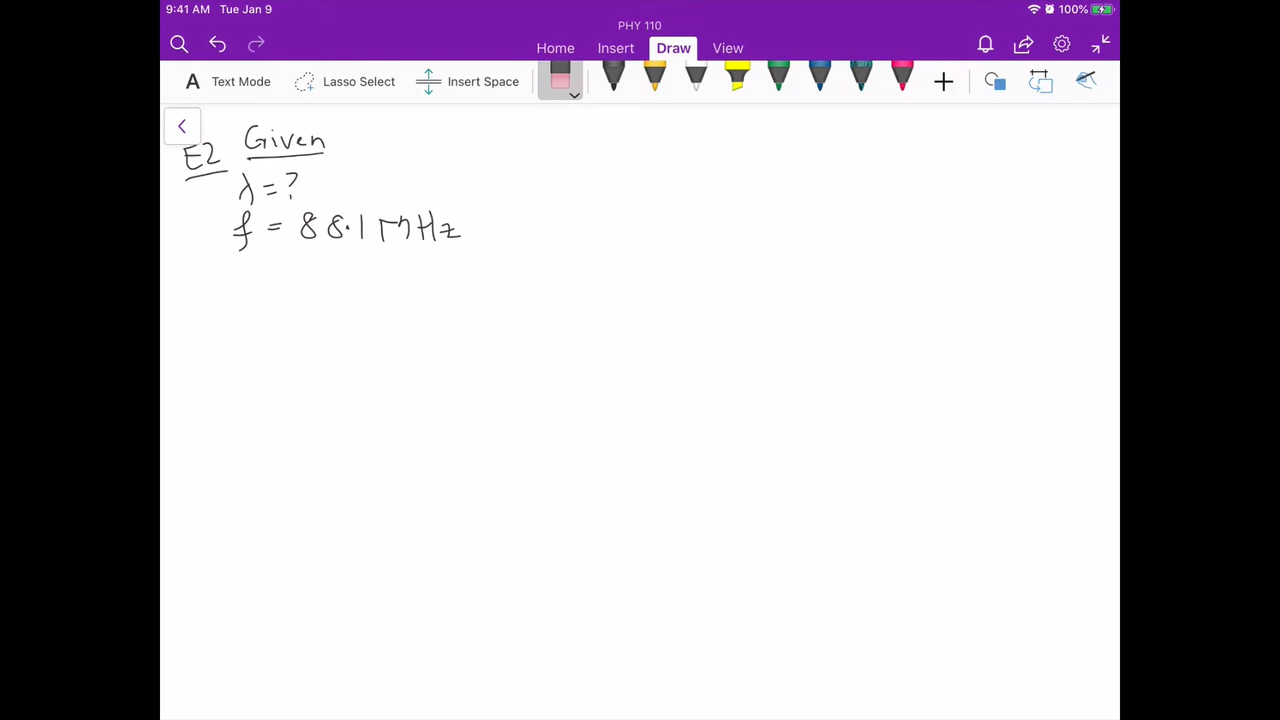 9:41 AM Tue Jan 9 100%
PHY 110
Home Insert Draw View
A Text Mode Lasso Select Insert Space
E2 Given
λ = ?
f = 88.1 MHz